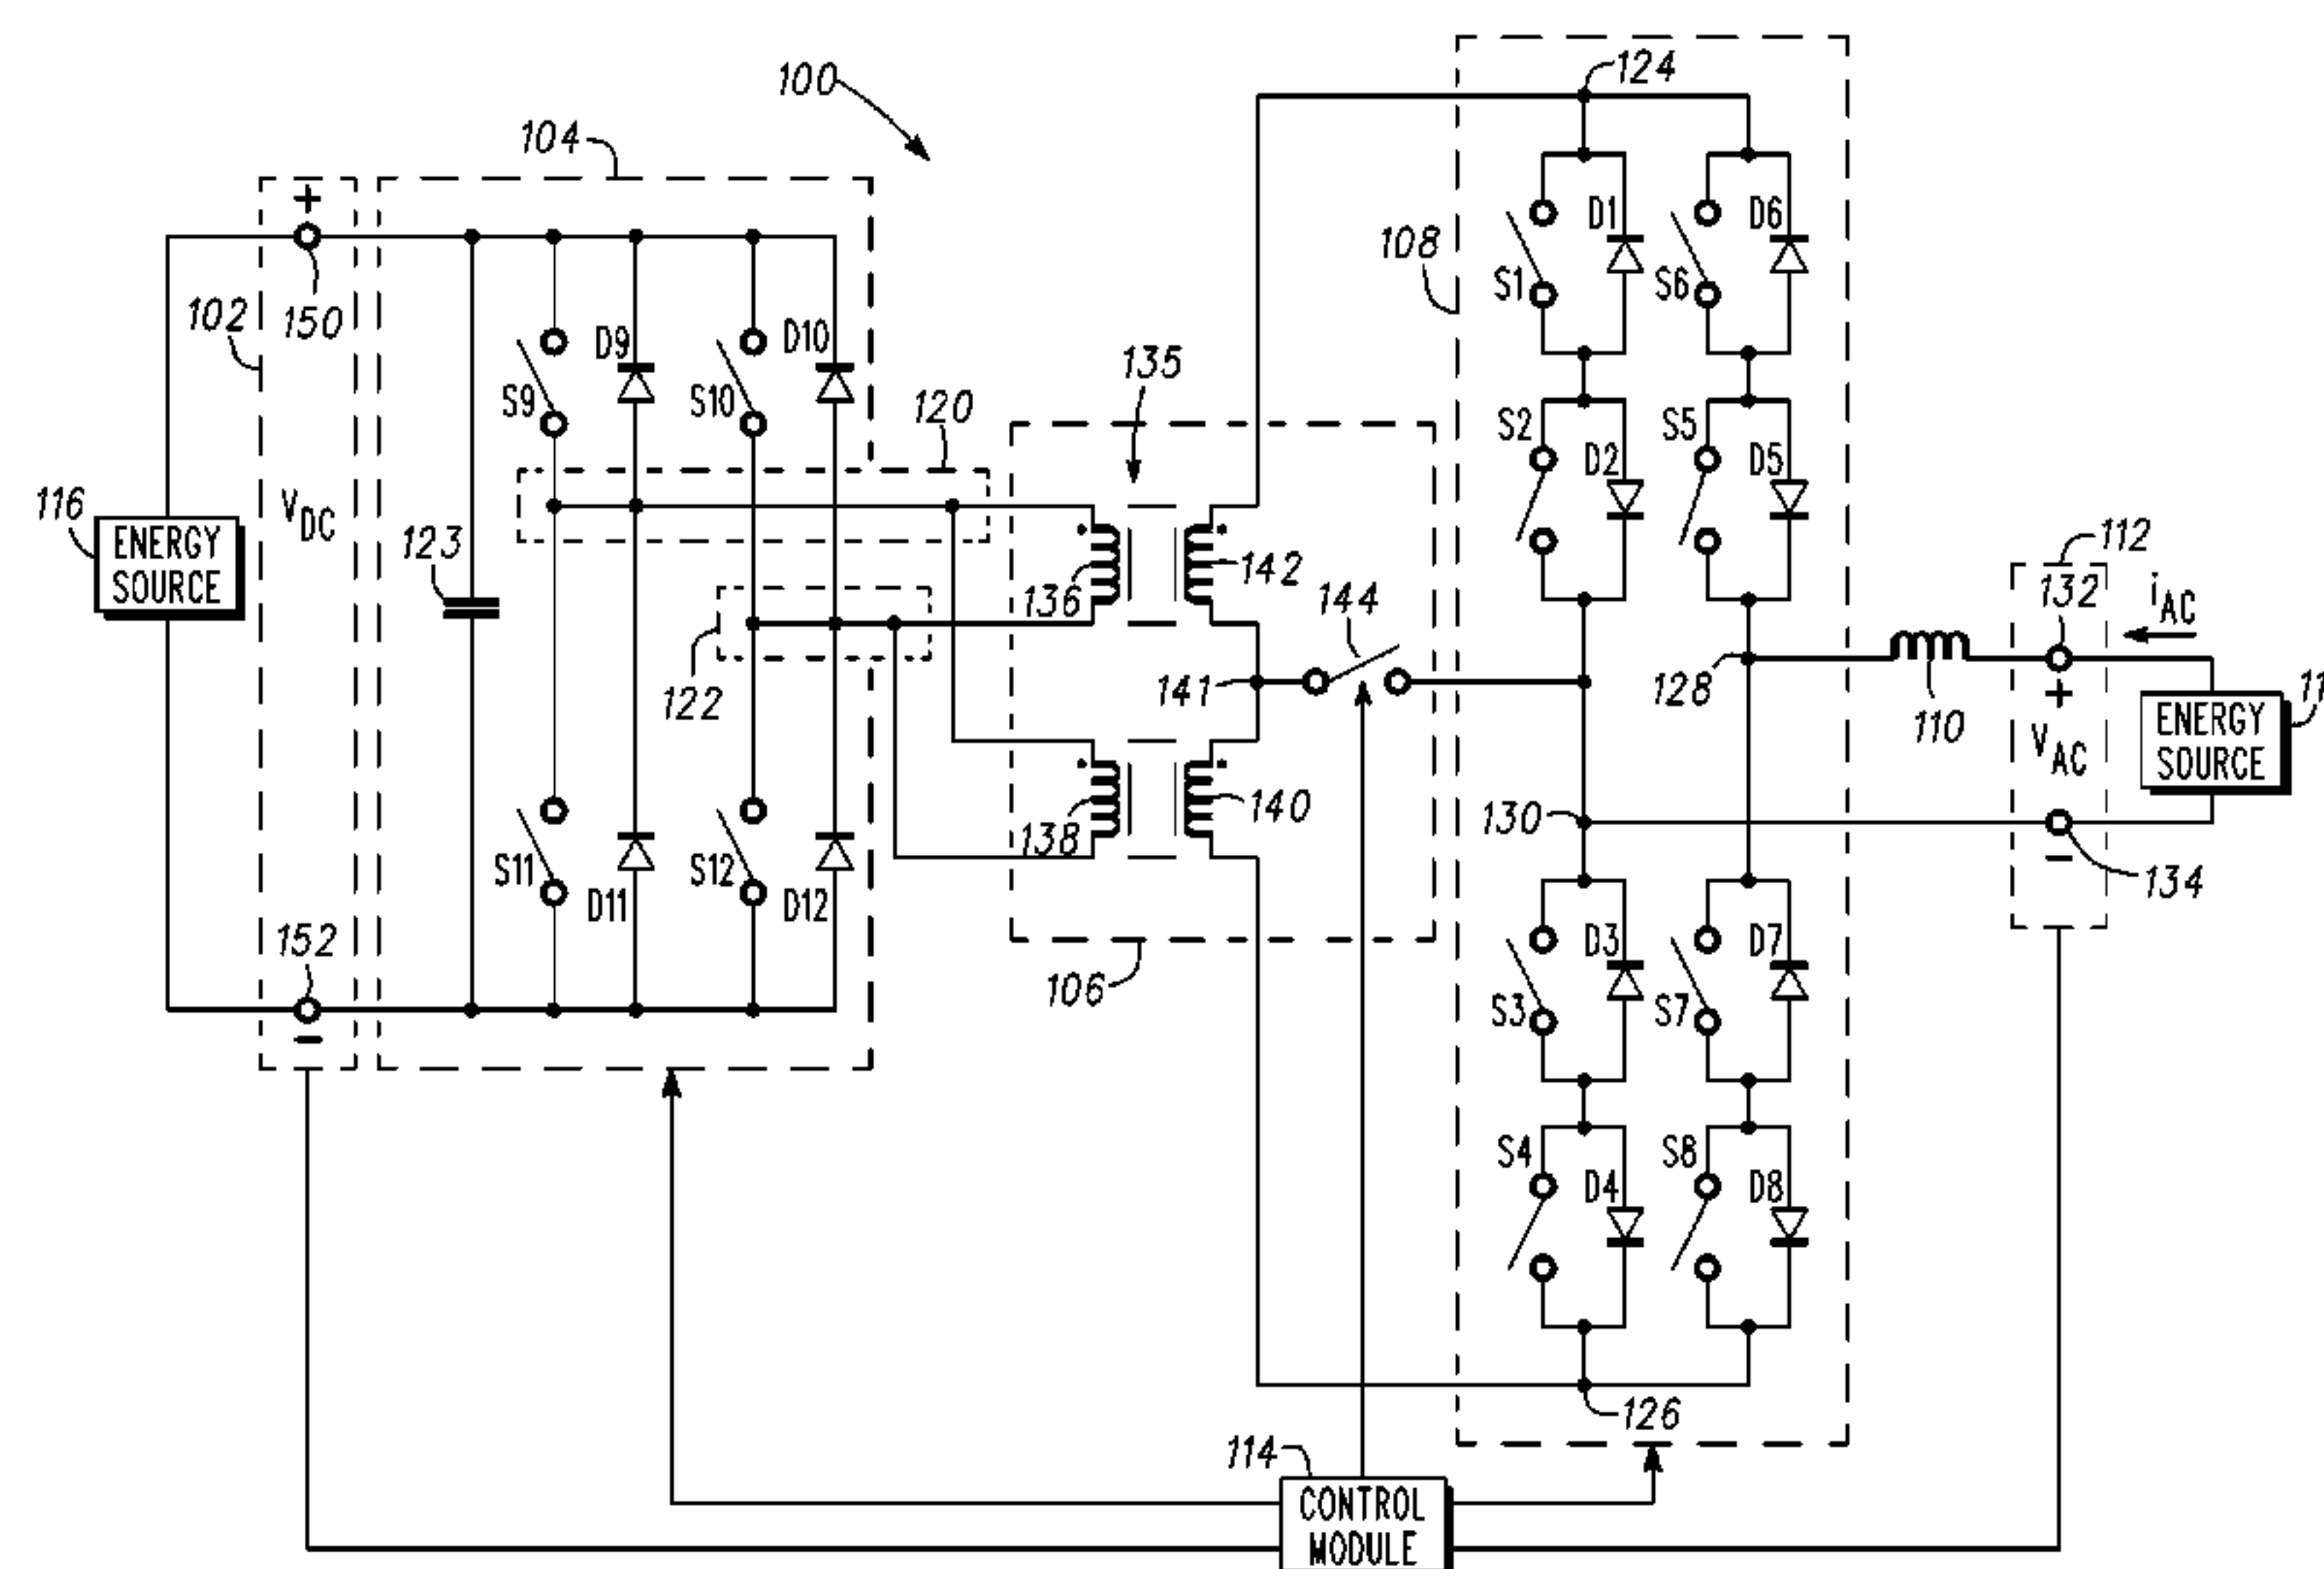 100
124
104
+
108
D1
D6
S1
S6
102
150
D9
D10
S9
S10
120
135
S2
D2
S5
D5
116
VDC
ENERGY
SOURCE
123
136
142
144
112
132
iAC
122
141
128
110
+
VAC
ENERGY
SOURCE
138
140
130
134
−
S11
D11
S12
D12
152
−
106
D3
D7
S3
S7
S4
D4
S8
D8
126
114
CONTROL
MODULE